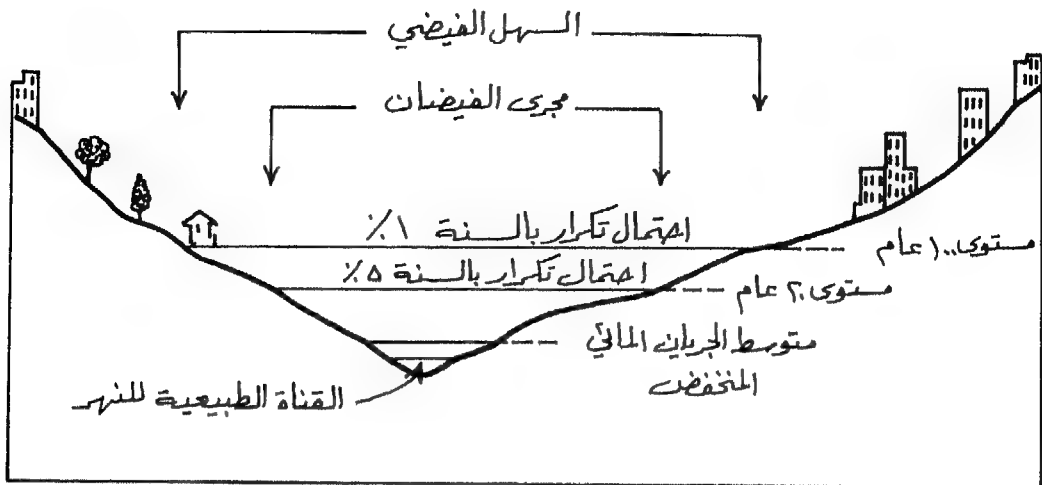 السهل الفيضي
مجرى الفيضان
احتمال تكرار بالسنة ١٪
مستوى ١٠٠ عام
احتمال تكرار بالسنة ٥٪
مستوى ٢٠ عام
متوسط الجريان المائي
المنخفض
القناة الطبيعية للنهر